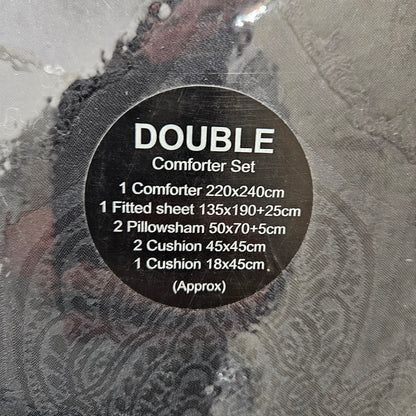 DOUBLE
Comforter Set
1 Comforter 220x240cm
1 Fitted sheet 135x190+25cm
2 Pillowsham 50x70+5cm
2 Cushion 45x45cm
1 Cushion 18x45cm
(Approx)